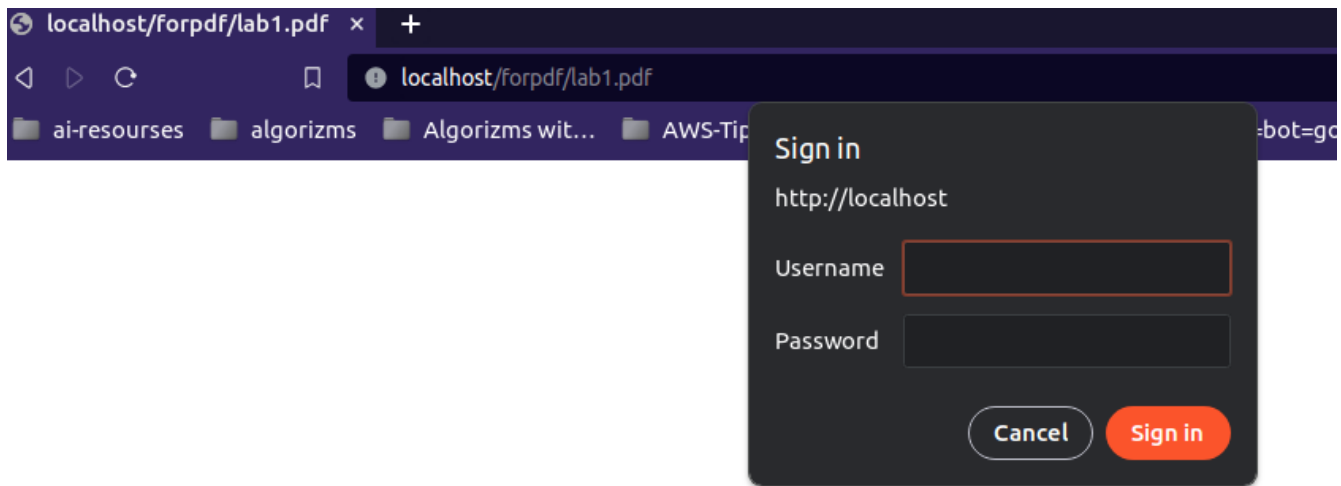 localhost/forpdf/lab1.pdf × +
localhost/forpdf/lab1.pdf
ai-resourses algorizms Algorizms wit... AWS-Tip =bot=go
Sign in
http://localhost
Username
Password
Cancel Sign in